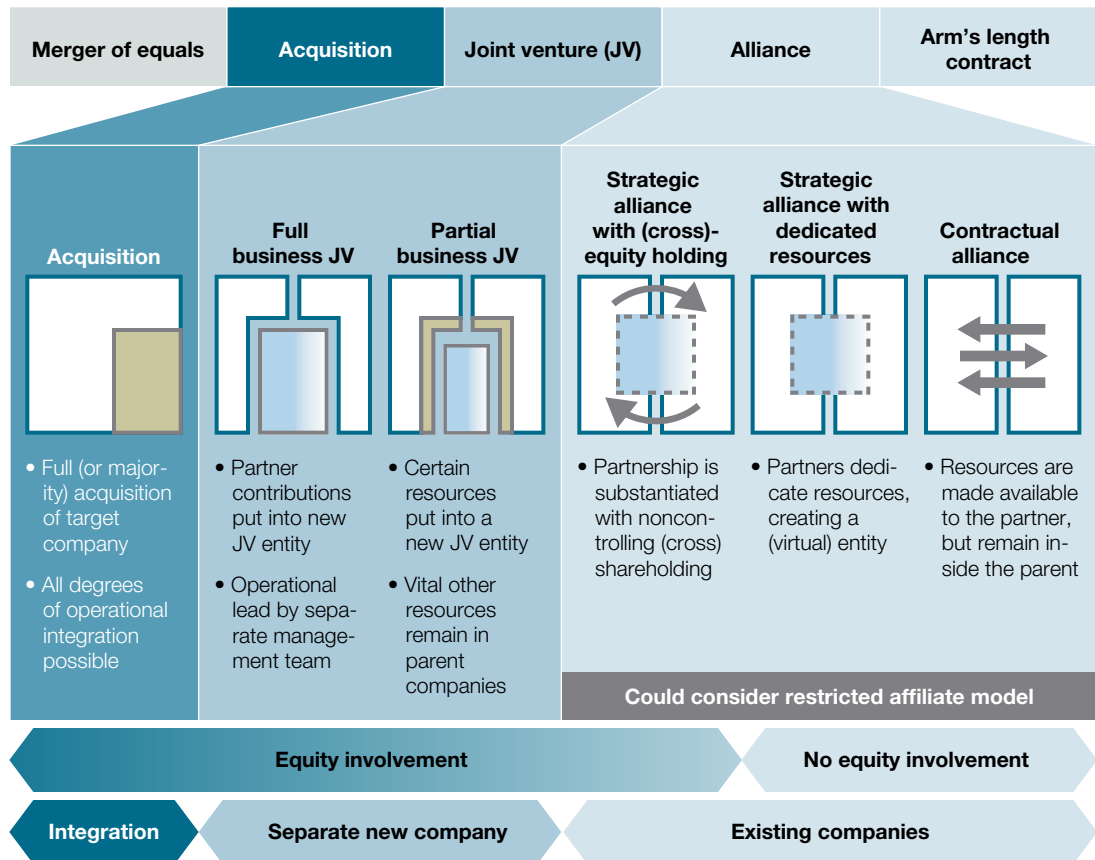 Merger of equals
Acquisition
Joint venture (JV)
Alliance
Arm's length
contract
Acquisition
• Full (or major-
ity) acquisition
of target
company
• All degrees
of operational
integration
possible
Full
business JV
• Partner
contributions
put into new
JV entity
• Operational
lead by sepa-
rate manage-
ment team
Partial
business JV
• Certain
resources
put into a
new JV entity
• Vital other
resources
remain in
parent
companies
Strategic
alliance
with (cross)-
equity holding
• Partnership is
substantiated
with noncon-
trolling (cross)
shareholding
Strategic
alliance with
dedicated
resources
• Partners dedi-
cate resources,
creating a
(virtual) entity
Contractual
alliance
• Resources are
made available
to the partner,
but remain in-
side the parent
Could consider restricted affiliate model
Equity involvement
No equity involvement
Integration
Separate new company
Existing companies